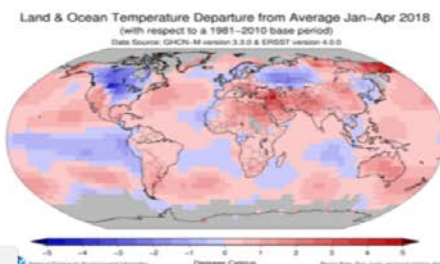 Land & Ocean Temperature Departure from Average Jan–Apr 2018
(with respect to a 1981–2010 base period)
Data Source: GHCN–M version 3.3.0 & ERSST version 4.0.0
-5 -4 -3 -2 -1 0 1 2 3 4 5
Degrees Celsius